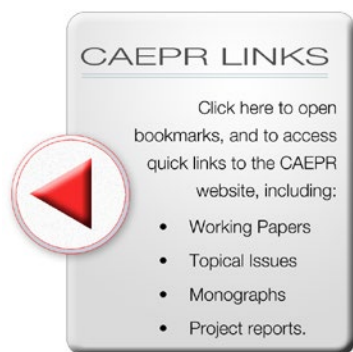 CAEPR LINKS
Click here to open
bookmarks, and to access
quick links to the CAEPR
website, including:
• Working Papers
• Topical Issues
• Monographs
• Project reports.